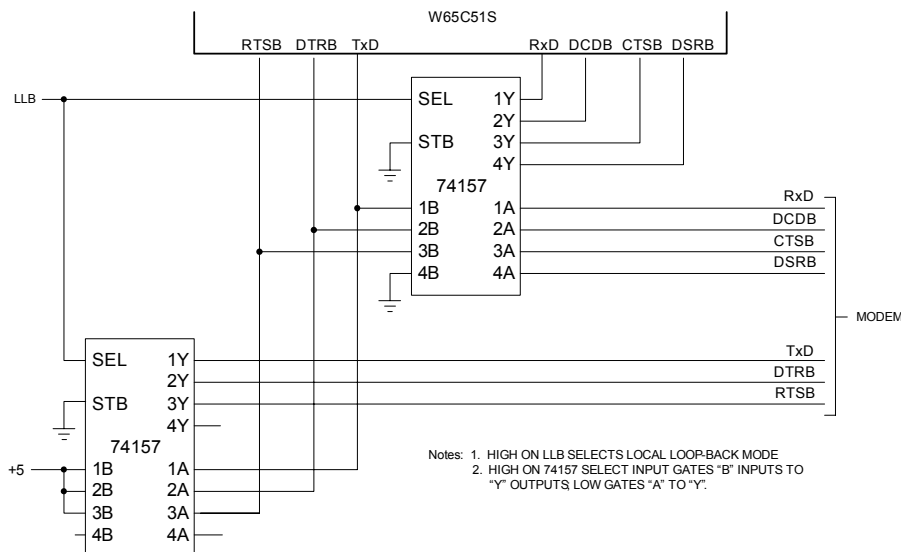 W65C51S
RTSB DTRB TxD RxD DCDB CTSB DSRB
LLB
SEL 1Y
2Y
STB 3Y
4Y
74157
1B 1A
2B 2A
3B 3A
4B 4A
RxD
DCDB
CTSB
DSRB
MODEM
SEL 1Y
2Y
STB 3Y
4Y
74157
+5
1B 1A
2B 2A
3B 3A
4B 4A
TxD
DTRB
RTSB
Notes: 1. HIGH ON LLB SELECTS LOCAL LOOP-BACK MODE
2. HIGH ON 74157 SELECT INPUT GATES “B” INPUTS TO
“Y” OUTPUTS; LOW GATES “A” TO “Y”.